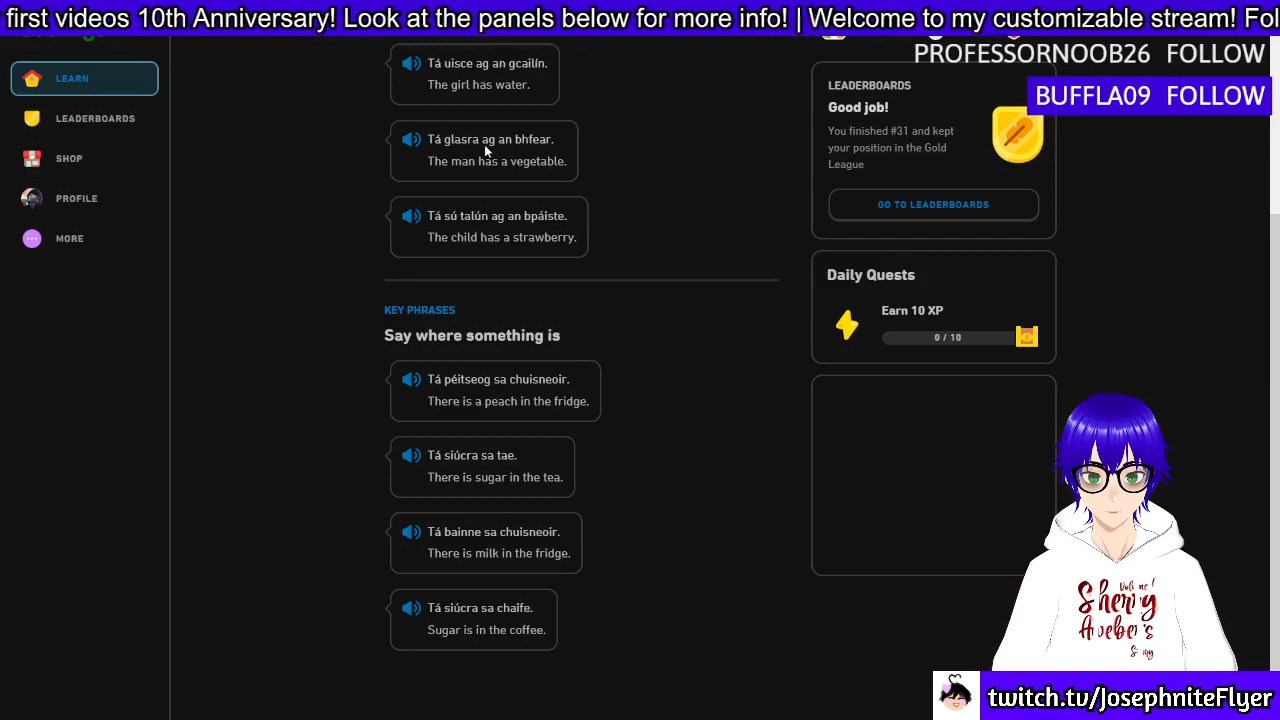 first videos 10th Anniversary! Look at the panels below for more info! | Welcome to my customizable stream! Fol
PROFESSORNOOB26 FOLLOW
BUFFLA09 FOLLOW
LEARN
LEADERBOARDS
SHOP
PROFILE
MORE
Tá uisce ag an gcailín.
The girl has water.
Tá glasra ag an bhfear.
The man has a vegetable.
Tá sú talún ag an bpáiste.
The child has a strawberry.
KEY PHRASES
Say where something is
Tá péitseog sa chuisneoir.
There is a peach in the fridge.
Tá siúcra sa tae.
There is sugar in the tea.
Tá bainne sa chuisneoir.
There is milk in the fridge.
Tá siúcra sa chaife.
Sugar is in the coffee.
LEADERBOARDS
Good job!
You finished #31 and kept
your position in the Gold
League
GO TO LEADERBOARDS
Daily Quests
Earn 10 XP
0 / 10
Sherry
twitch.tv/JosephniteFlyer